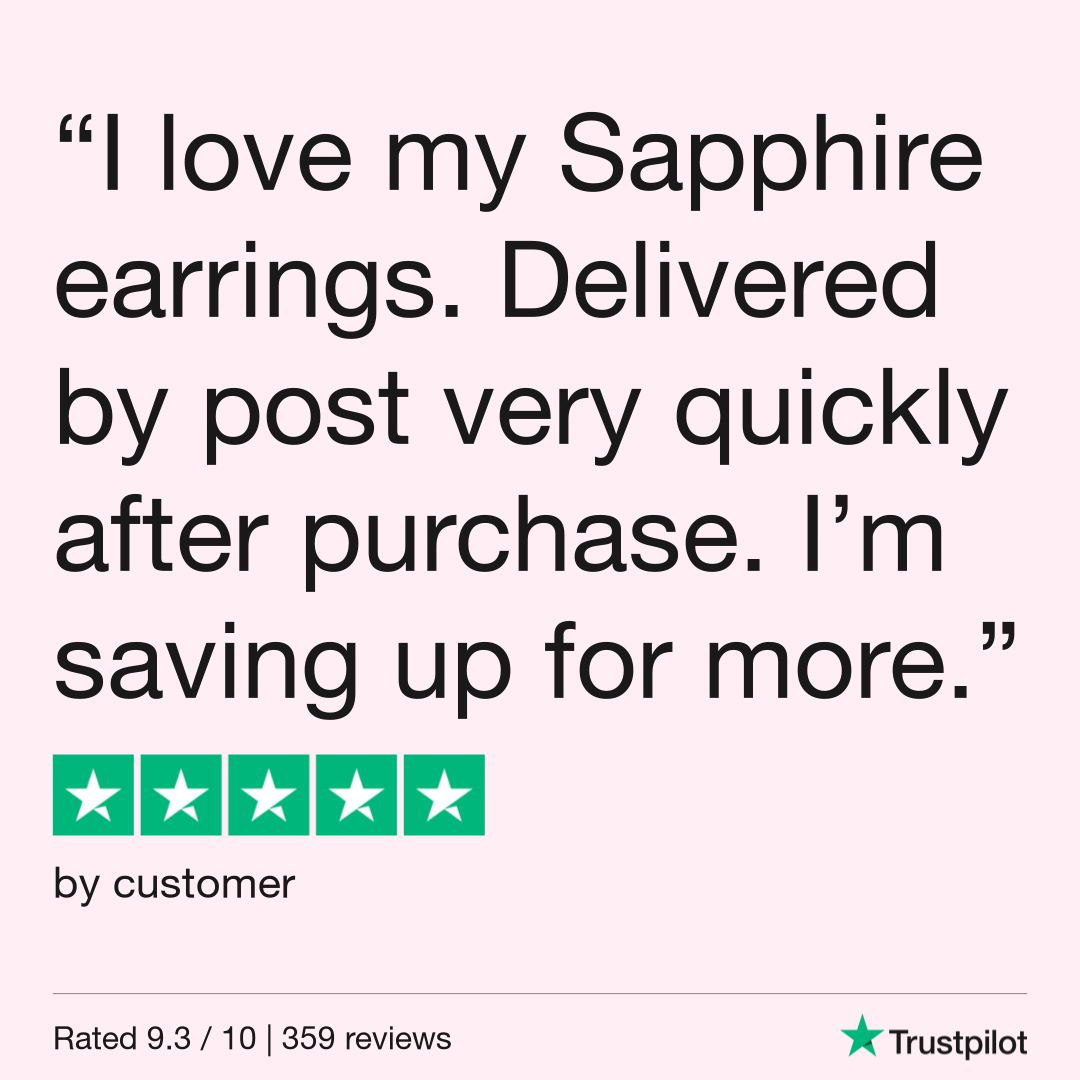 “I love my Sapphire
earrings. Delivered
by post very quickly
after purchase. I’m
saving up for more.”
by customer
Rated 9.3 / 10 | 359 reviews
Trustpilot